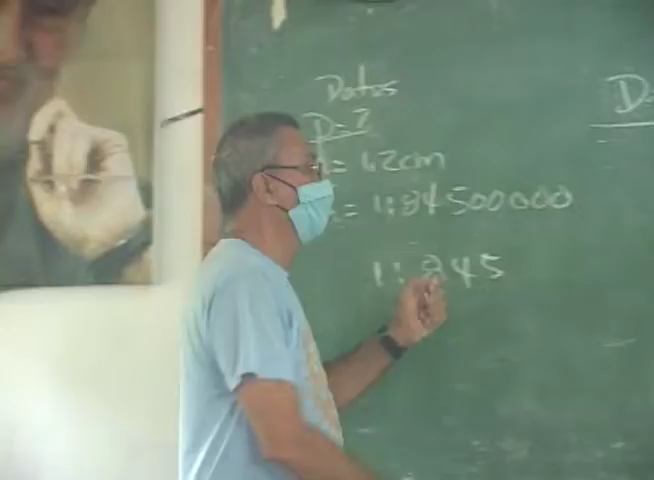 Datos
D=?
= 1,2cm
= 1:84500000
1:845